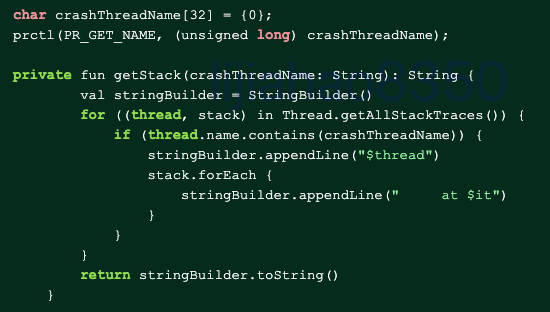 char crashThreadName[32] = {0};
prctl(PR_GET_NAME, (unsigned long) crashThreadName);
private fun getStack(crashThreadName: String): String {
val stringBuilder = StringBuilder()
for ((thread, stack) in Thread.getAllStackTraces()) {
if (thread.name.contains(crashThreadName)) {
stringBuilder.appendLine("$thread")
stack.forEach {
stringBuilder.appendLine("     at $it")
}
}
}
return stringBuilder.toString()
}